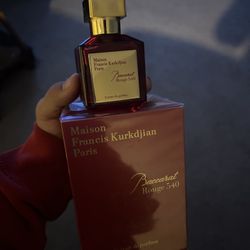 Maison
Francis Kurkdjian
Paris
Baccarat
Rouge 540
Maison
Francis Kurkdjian
Paris
Baccarat
Rouge 540